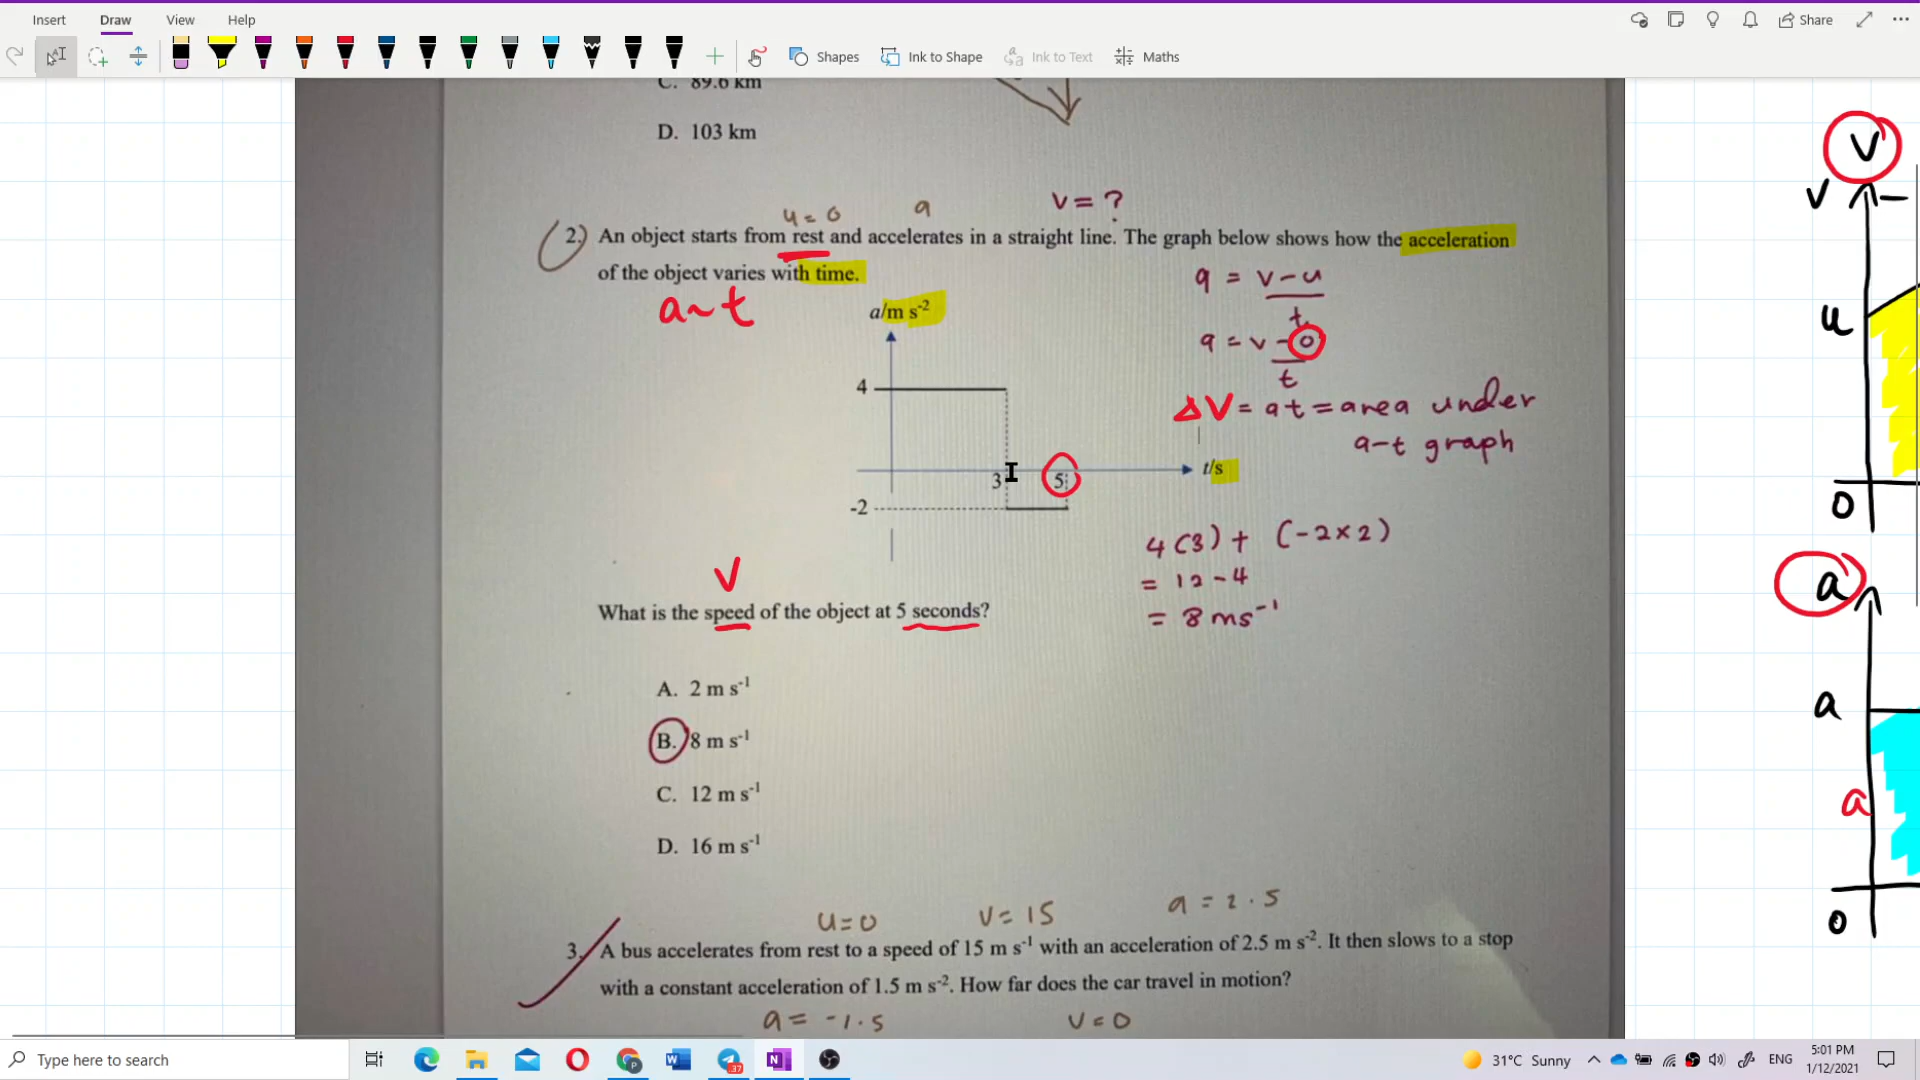 Insert Draw View Help
Share
Shapes Ink to Shape Ink to Text Maths
C. 89.6 km
D. 103 km
u = 0 a v = ?
2.) An object starts from rest and accelerates in a straight line. The graph below shows how the acceleration
of the object varies with time.
a~t
a/m s⁻²
4
3
5
-2
t/s
a = v - u
t
a = v - 0
t
ΔV = at = area under
a-t graph
4(3) + (-2×2)
= 12 - 4
= 8 ms⁻¹
V
What is the speed of the object at 5 seconds?
A. 2 m s⁻¹
B. 8 m s⁻¹
C. 12 m s⁻¹
D. 16 m s⁻¹
u = 0 v = 15 a = 2.5
3. A bus accelerates from rest to a speed of 15 m s⁻¹ with an acceleration of 2.5 m s⁻². It then slows to a stop
with a constant acceleration of 1.5 m s⁻². How far does the car travel in motion?
a = -1.5 v = 0
V
v
u
0
a
a
a
0
Type here to search
37
31°C Sunny
ENG
5:01 PM
1/12/2021